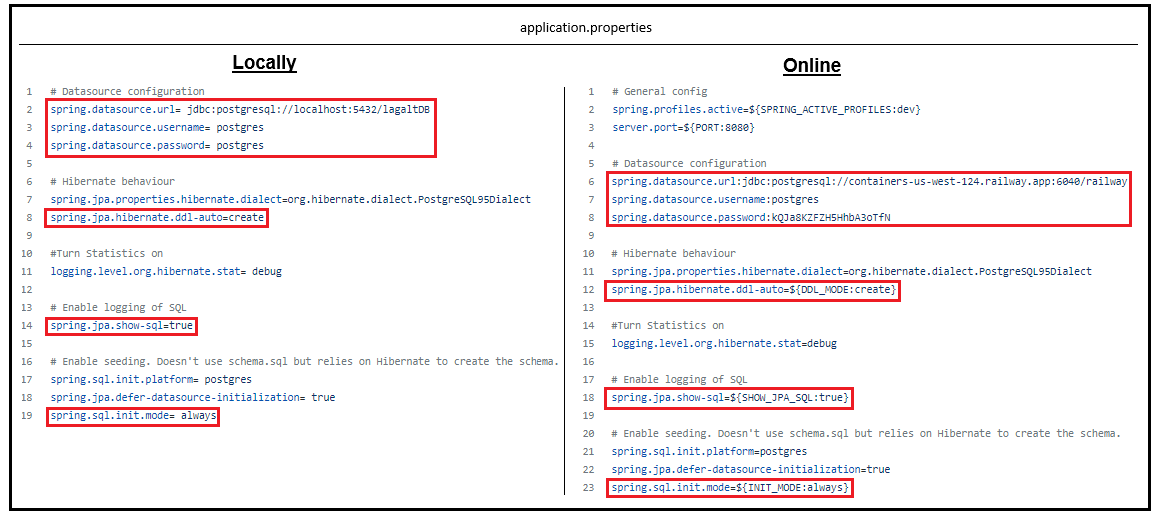 application.properties
Locally
1 # Datasource configuration
2 spring.datasource.url= jdbc:postgresql://localhost:5432/lagaltDB
3 spring.datasource.username= postgres
4 spring.datasource.password= postgres
5
6 # Hibernate behaviour
7 spring.jpa.properties.hibernate.dialect=org.hibernate.dialect.PostgreSQL95Dialect
8 spring.jpa.hibernate.ddl-auto=create
9
10 #Turn Statistics on
11 logging.level.org.hibernate.stat= debug
12
13 # Enable logging of SQL
14 spring.jpa.show-sql=true
15
16 # Enable seeding. Doesn't use schema.sql but relies on Hibernate to create the schema.
17 spring.sql.init.platform= postgres
18 spring.jpa.defer-datasource-initialization= true
19 spring.sql.init.mode= always
Online
1 # General config
2 spring.profiles.active=${SPRING_ACTIVE_PROFILES:dev}
3 server.port=${PORT:8080}
4
5 # Datasource configuration
6 spring.datasource.url:jdbc:postgresql://containers-us-west-124.railway.app:6040/railway
7 spring.datasource.username:postgres
8 spring.datasource.password:kQJa8KZFZH5HhbA3oTfN
9
10 # Hibernate behaviour
11 spring.jpa.properties.hibernate.dialect=org.hibernate.dialect.PostgreSQL95Dialect
12 spring.jpa.hibernate.ddl-auto=${DDL_MODE:create}
13
14 #Turn Statistics on
15 logging.level.org.hibernate.stat=debug
16
17 # Enable logging of SQL
18 spring.jpa.show-sql=${SHOW_JPA_SQL:true}
19
20 # Enable seeding. Doesn't use schema.sql but relies on Hibernate to create the schema.
21 spring.sql.init.platform=postgres
22 spring.jpa.defer-datasource-initialization=true
23 spring.sql.init.mode=${INIT_MODE:always}